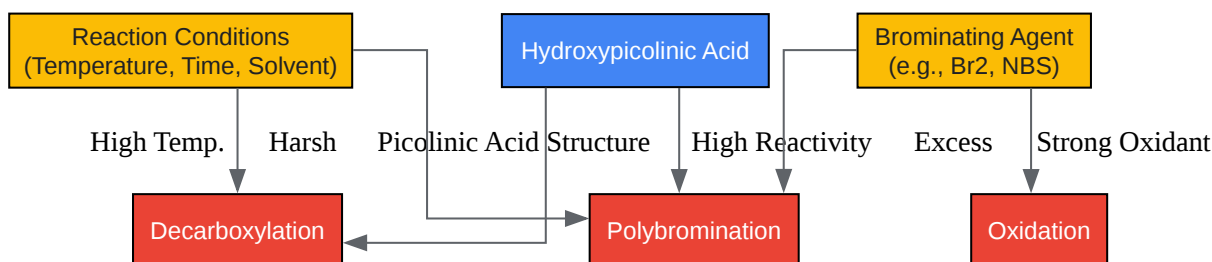 Reaction Conditions
(Temperature, Time, Solvent)
Hydroxypicolinic Acid
Brominating Agent
(e.g., Br2, NBS)
High Temp.
Harsh
Picolinic Acid Structure
High Reactivity
Excess
Strong Oxidant
Decarboxylation
Polybromination
Oxidation